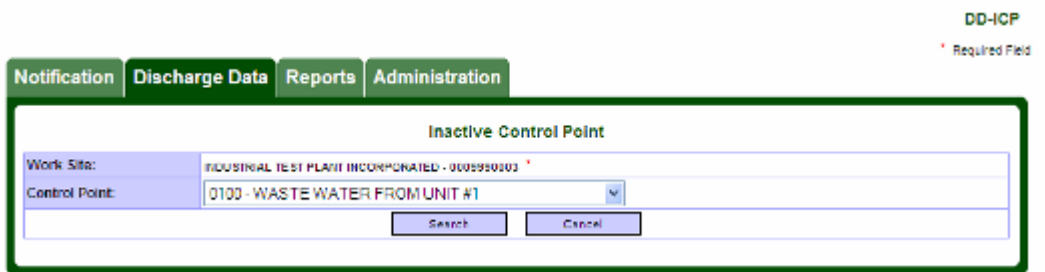 DD-ICP
* Required Field
Notification Discharge Data Reports Administration
Inactive Control Point
Work Site: INDUSTRIAL TEST PLANT INCORPORATED - *
Control Point: 0100 - WASTE WATER FROM UNIT #1
Search Cancel